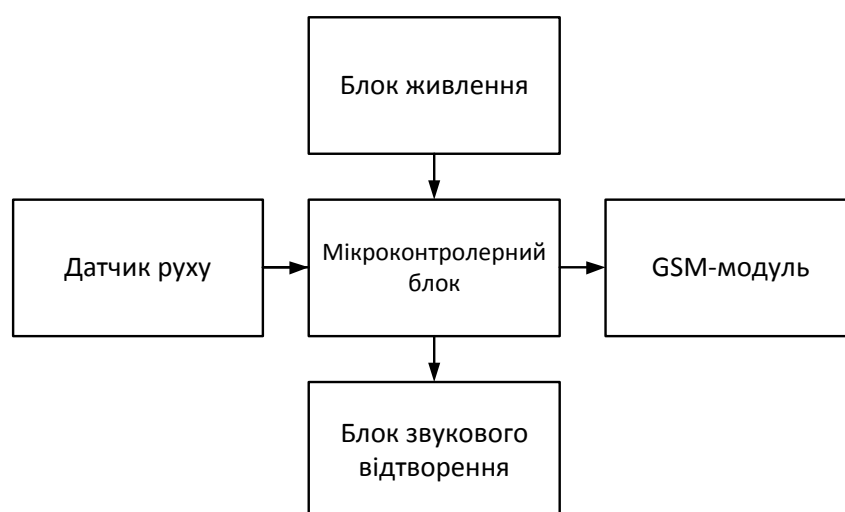 Блок живлення
Датчик руху
Мікроконтролерний
блок
GSM-модуль
Блок звукового
відтворення